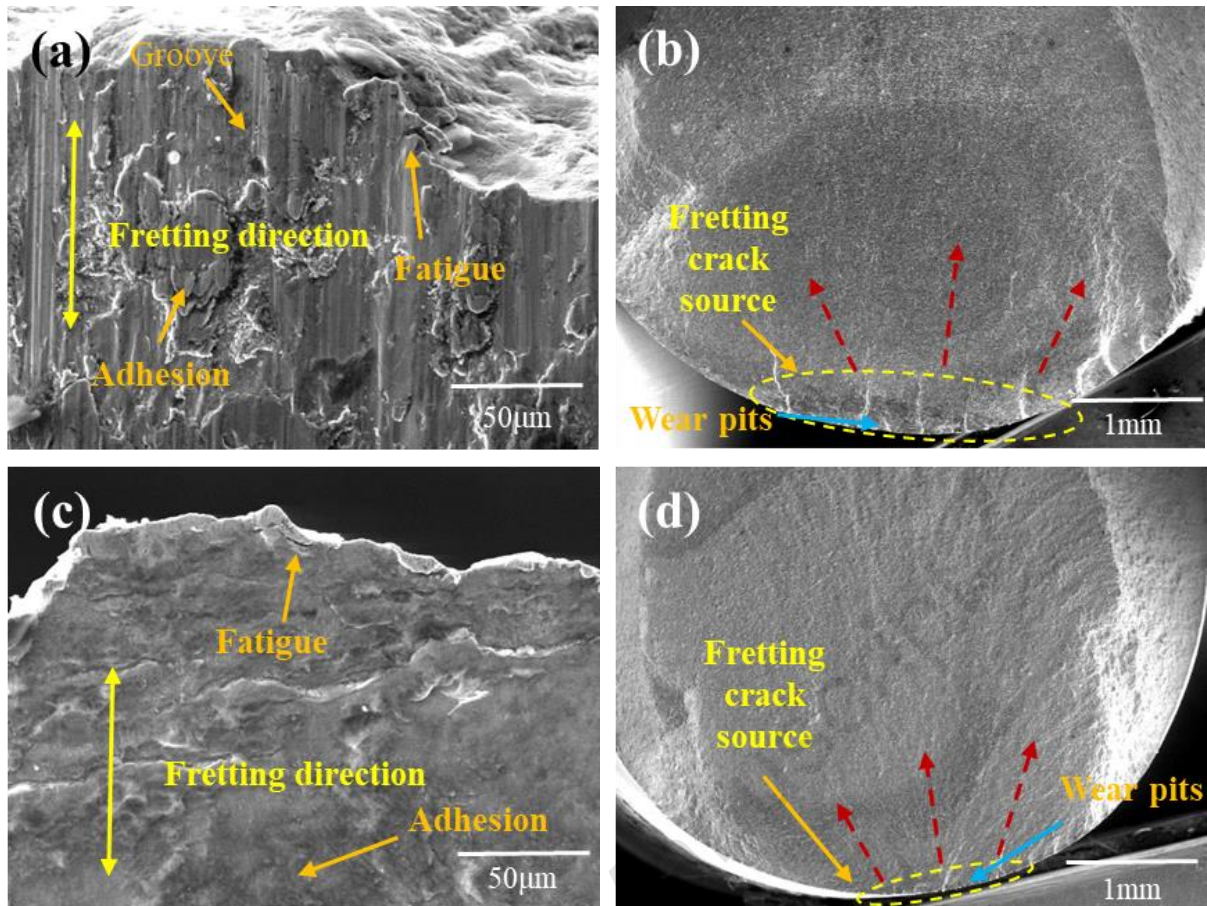 (a)
Groove
Fretting direction
Fatigue
Adhesion
50μm
(b)
Fretting
crack
source
Wear pits
1mm
(c)
Fatigue
Fretting direction
Adhesion
50μm
(d)
Fretting
crack
source
Wear pits
1mm